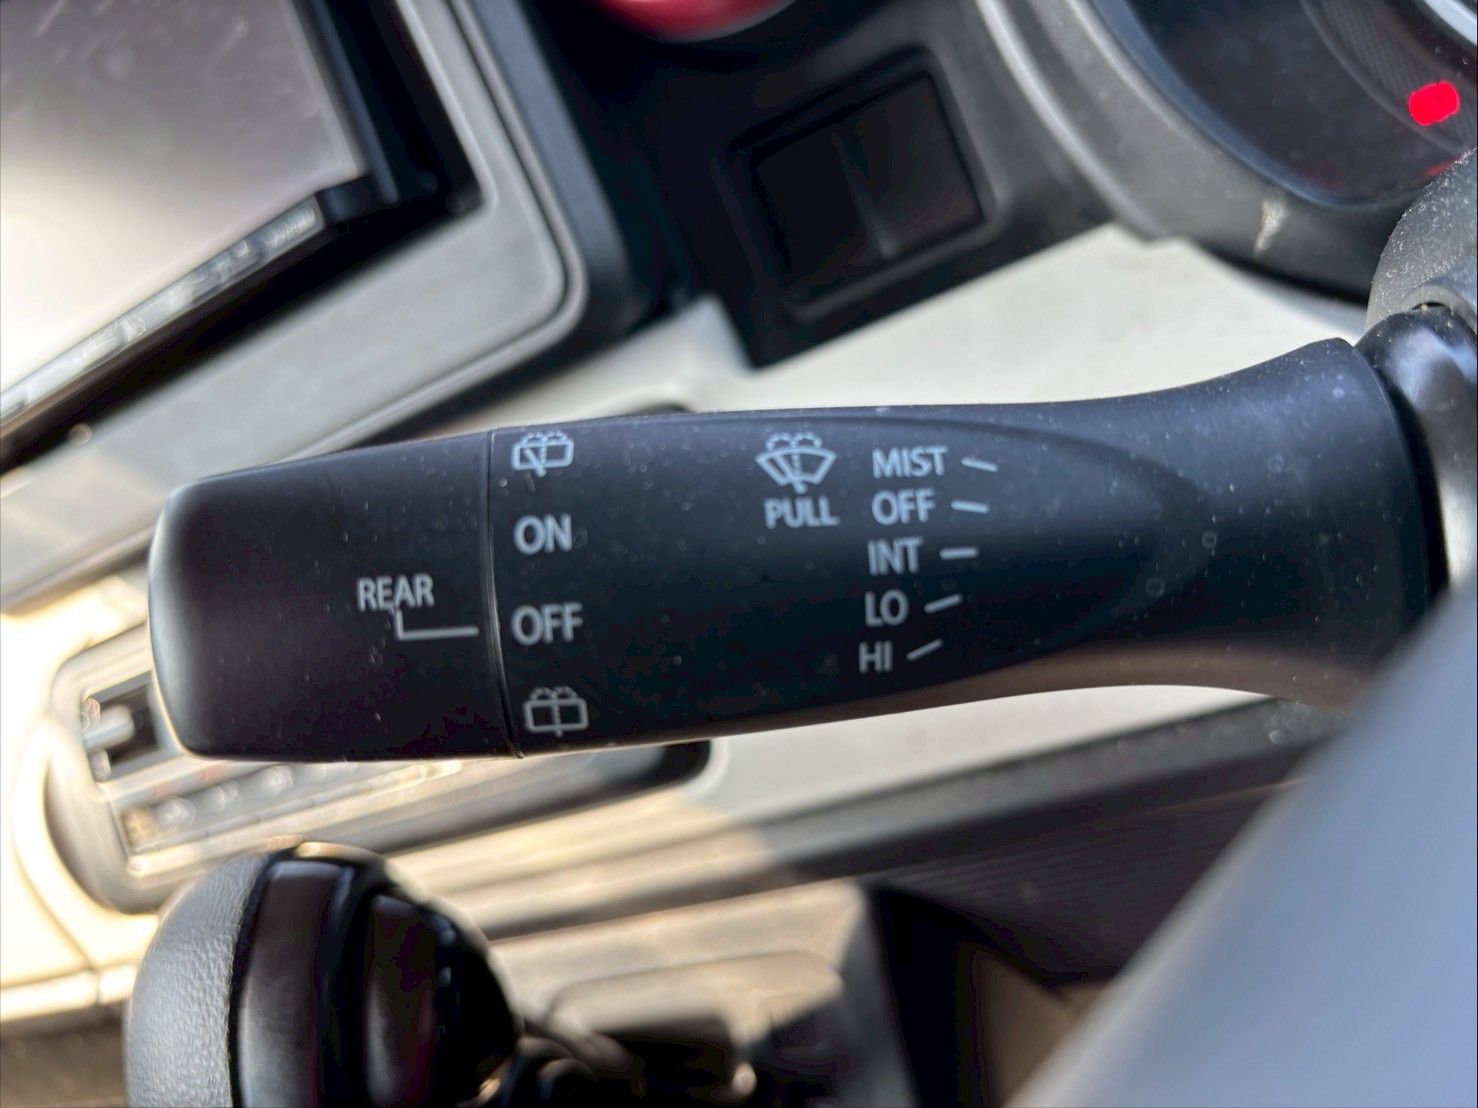 REAR
ON
OFF
PULL
MIST
OFF
INT
LO
HI